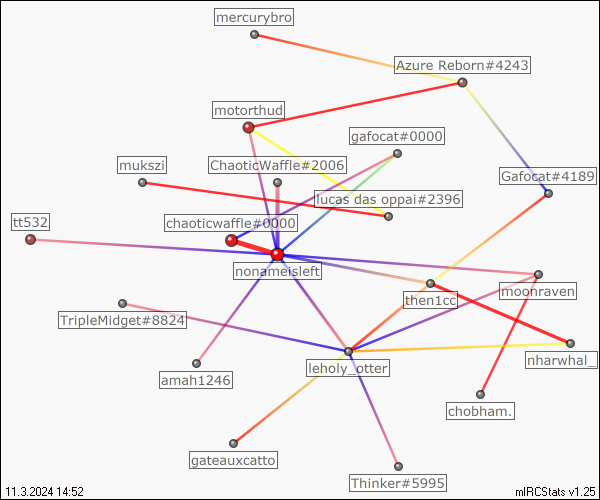 mercurybro
Azure Reborn#4243
motorthud
gafocat#0000
mukszi
ChaoticWaffle#2006
Gafocat#4189
lucas das oppai#2396
tt532
chaoticwaffle#0000
nonameisleft
then1cc
moonraven
TripleMidget#8824
leholy_otter
nharwhal_
amah1246
chobham.
gateauxcatto
Thinker#5995
11.3.2024 14:52
mIRCStats v1.25